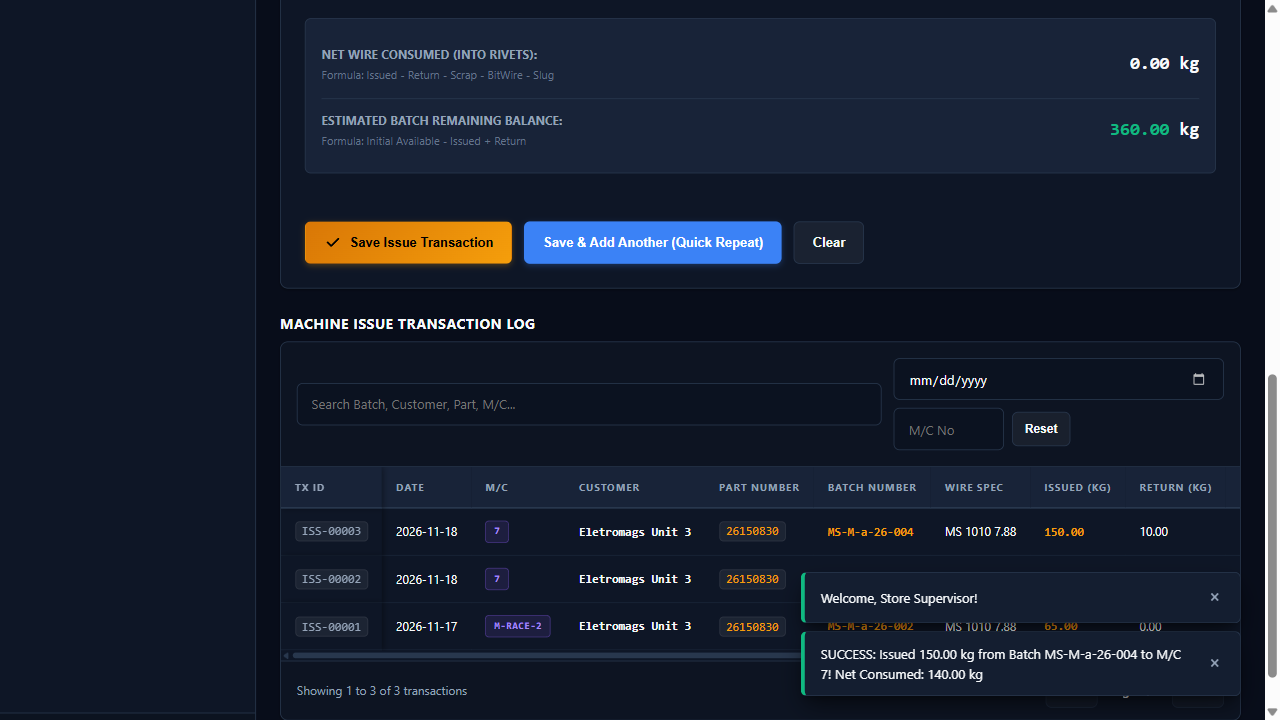 NET WIRE CONSUMED (INTO RIVETS):
Formula: Issued - Return - Scrap - BitWire - Slug
0.00 kg
ESTIMATED BATCH REMAINING BALANCE:
Formula: Initial Available - Issued + Return
360.00 kg
Save Issue Transaction Save & Add Another (Quick Repeat) Clear
MACHINE ISSUE TRANSACTION LOG
mm/dd/yyyy
Search Batch, Customer, Part, M/C...
M/C No Reset
TX ID DATE M/C CUSTOMER PART NUMBER BATCH NUMBER WIRE SPEC ISSUED (KG) RETURN (KG)
ISS-00003 2026-11-18 7 Eletromags Unit 3 26150830 MS-M-a-26-004 MS 1010 7.88 150.00 10.00
ISS-00002 2026-11-18 7 Eletromags Unit 3 26150830
Welcome, Store Supervisor! ×
ISS-00001 2026-11-17 M-RACE-2 Eletromags Unit 3 26150830 MS-M-a-26-002 MS 1010 7.88 65.00 0.00
SUCCESS: Issued 150.00 kg from Batch MS-M-a-26-004 to M/C
7! Net Consumed: 140.00 kg ×
Showing 1 to 3 of 3 transactions